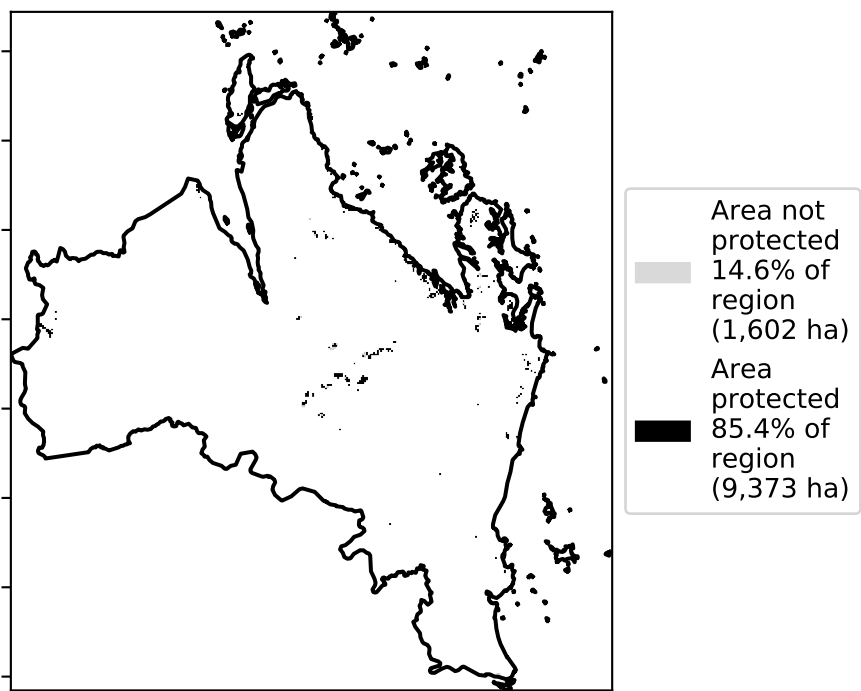 Area not
protected
14.6% of
region
(1,602 ha)
Area
protected
85.4% of
region
(9,373 ha)